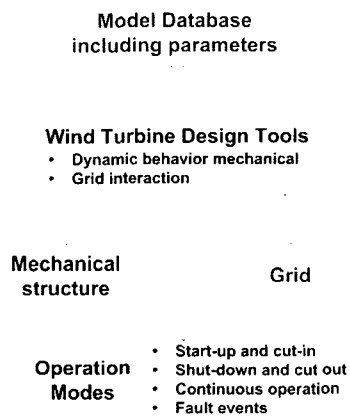 Model Database
including parameters
Wind Turbine Design Tools
• Dynamic behavior mechanical
• Grid interaction
Mechanical
structure
Grid
Operation
Modes
• Start-up and cut-in
• Shut-down and cut out
• Continuous operation
• Fault events